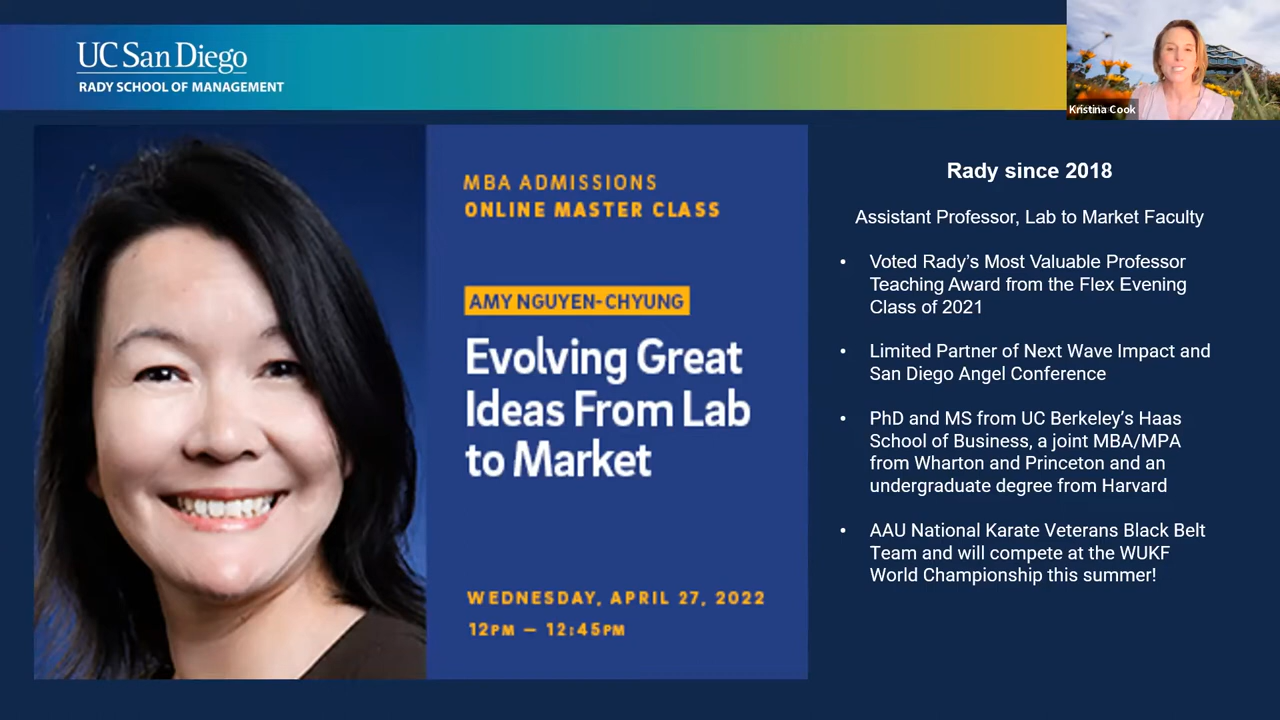 UC San Diego
RADY SCHOOL OF MANAGEMENT
Kristina Cook
MBA ADMISSIONS
ONLINE MASTER CLASS
AMY NGUYEN-CHYUNG
Evolving Great
Ideas From Lab
to Market
WEDNESDAY, APRIL 27, 2022
12PM — 12:45PM
Rady since 2018
Assistant Professor, Lab to Market Faculty
• Voted Rady's Most Valuable Professor
Teaching Award from the Flex Evening
Class of 2021
• Limited Partner of Next Wave Impact and
San Diego Angel Conference
• PhD and MS from UC Berkeley's Haas
School of Business, a joint MBA/MPA
from Wharton and Princeton and an
undergraduate degree from Harvard
• AAU National Karate Veterans Black Belt
Team and will compete at the WUKF
World Championship this summer!